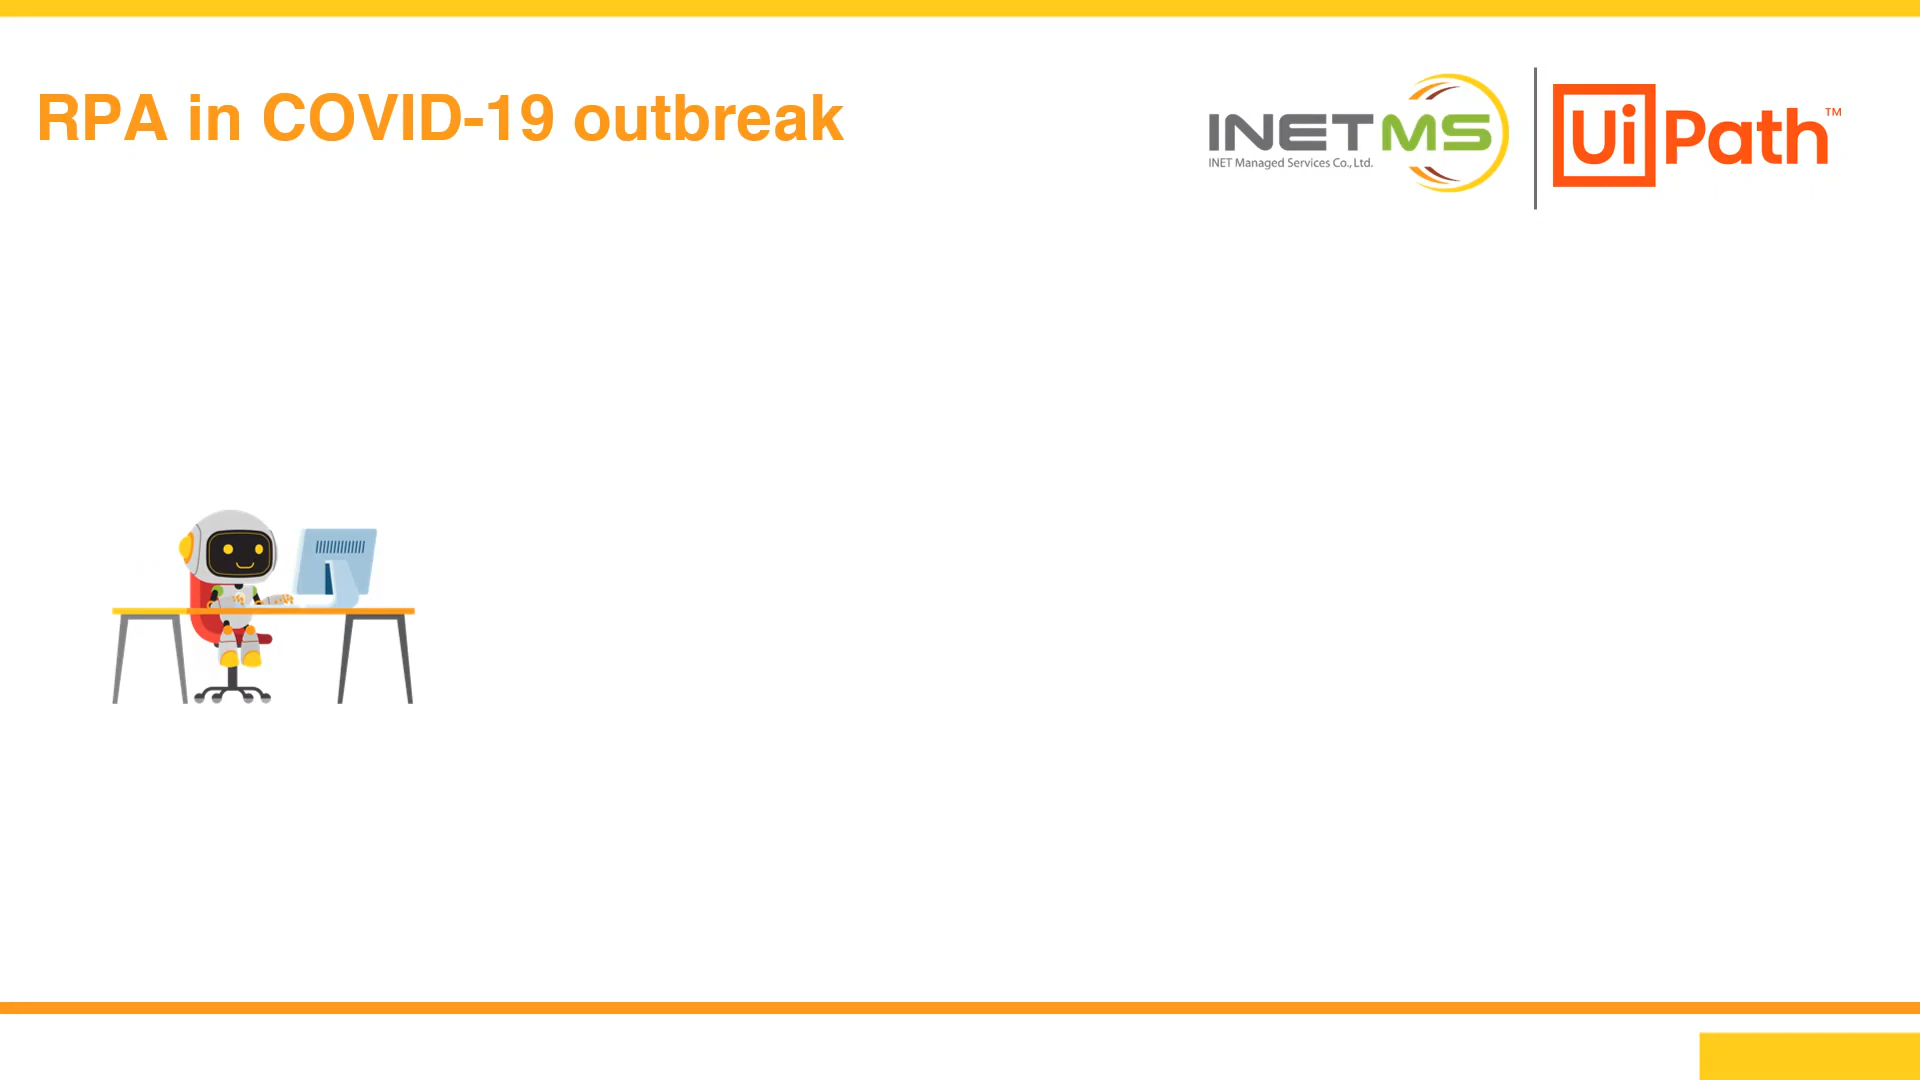 RPA in COVID-19 outbreak
INETMS
INET Managed Services Co., Ltd.
UiPath™